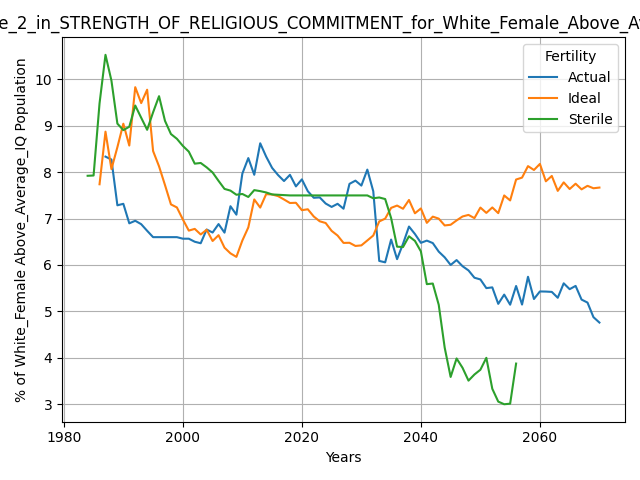 e_2_in_STRENGTH_OF_RELIGIOUS_COMMITMENT_for_White_Female_Above_A
% of White_Female Above_Average_IQ Population
10
9
8
7
6
5
4
3
1980 2000 2020 2040 2060
Years
Fertility
Actual
Ideal
Sterile